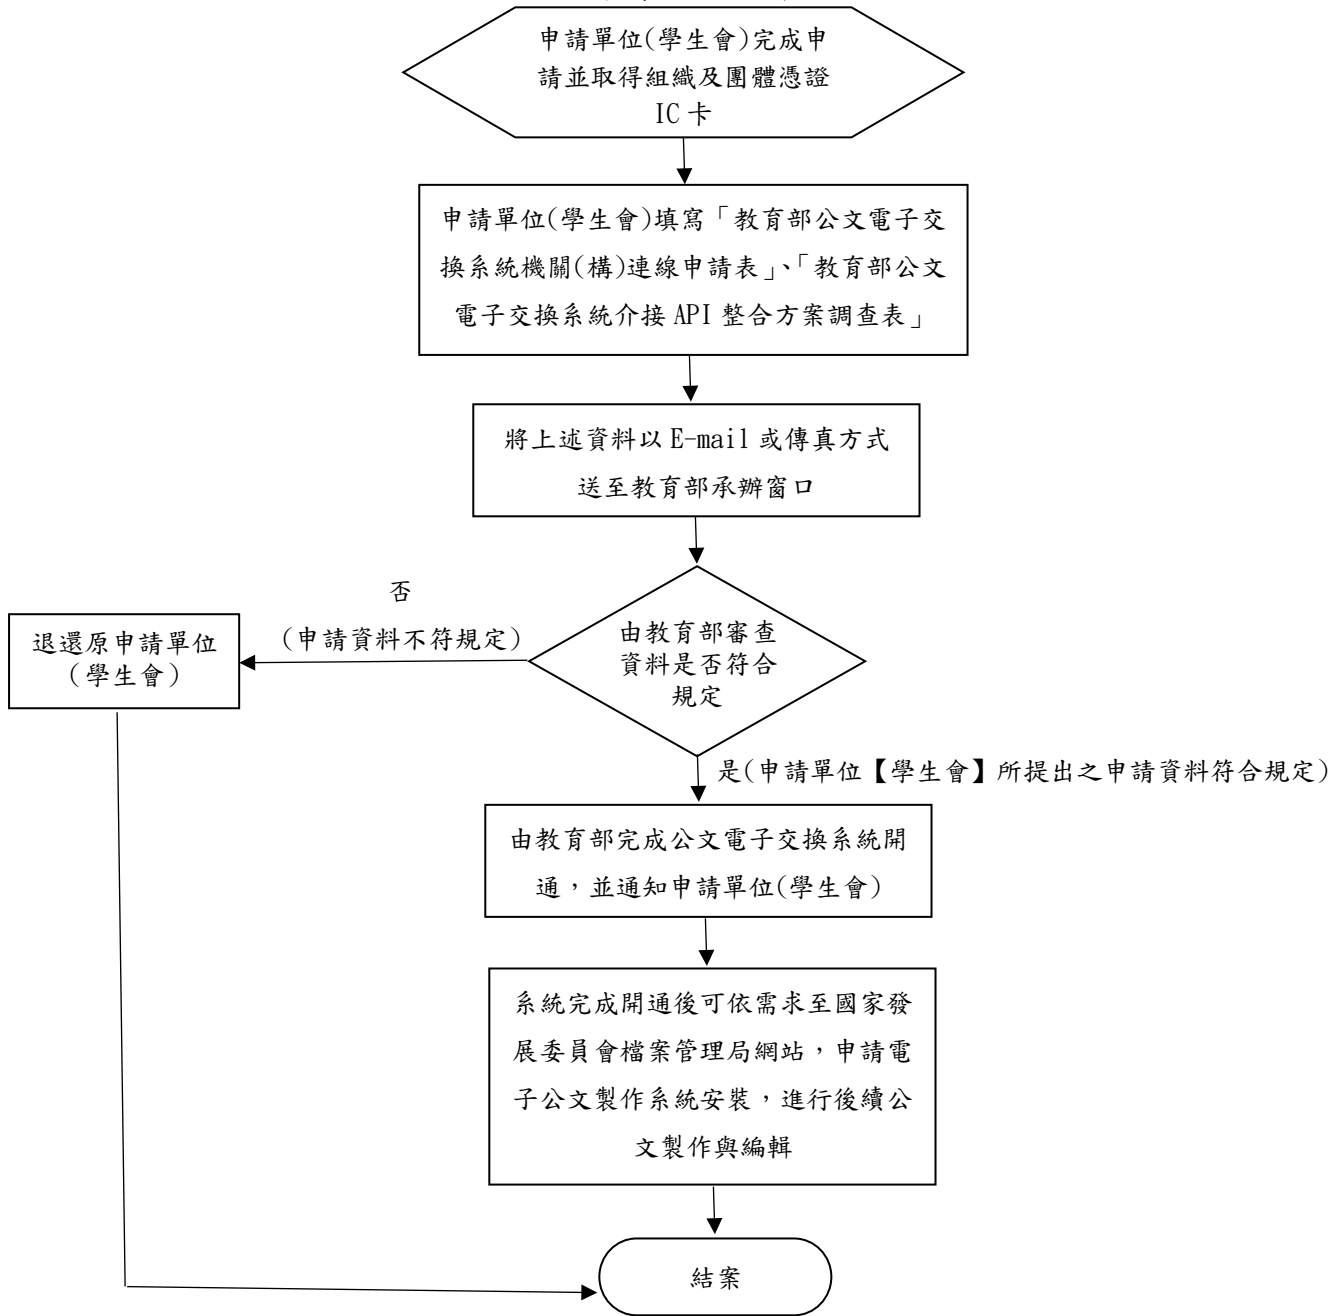 申請單位(學生會)完成申
請並取得組織及團體憑證
IC卡
申請單位(學生會)填寫「教育部公文電子交
換系統機關(構)連線申請表」、「教育部公文
電子交換系統介接 API 整合方案調查表」
將上述資料以 E-mail 或傳真方式
送至教育部承辦窗口
否
(申請資料不符規定)
退還原申請單位
(學生會)
由教育部審查
資料是否符合
規定
是(申請單位【學生會】所提出之申請資料符合規定)
由教育部完成公文電子交換系統開
通，並通知申請單位(學生會)
系統完成開通後可依需求至國家發
展委員會檔案管理局網站，申請電
子公文製作系統安裝，進行後續公
文製作與編輯
結案